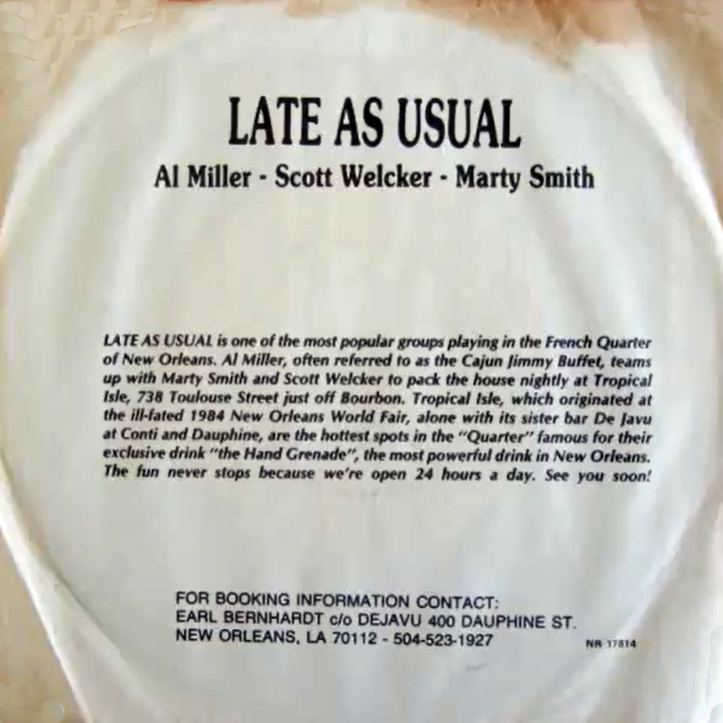 LATE AS USUAL
Al Miller - Scott Welcker - Marty Smith
LATE AS USUAL is one of the most popular groups playing in the French Quarter
of New Orleans. Al Miller, often referred to as the Cajun Jimmy Buffet, teams
up with Marty Smith and Scott Welcker to pack the house nightly at Tropical
Isle, 738 Toulouse Street just off Bourbon. Tropical Isle, which originated at
the ill-fated 1984 New Orleans World Fair, alone with its sister bar De Javu
at Conti and Dauphine, are the hottest spots in the "Quarter" famous for their
exclusive drink "the Hand Grenade", the most powerful drink in New Orleans.
The fun never stops because we're open 24 hours a day. See you soon!
FOR BOOKING INFORMATION CONTACT:
EARL BERNHARDT c/o DEJAVU 400 DAUPHINE ST.
NEW ORLEANS, LA 70112 - 504-523-1927
NR 17814